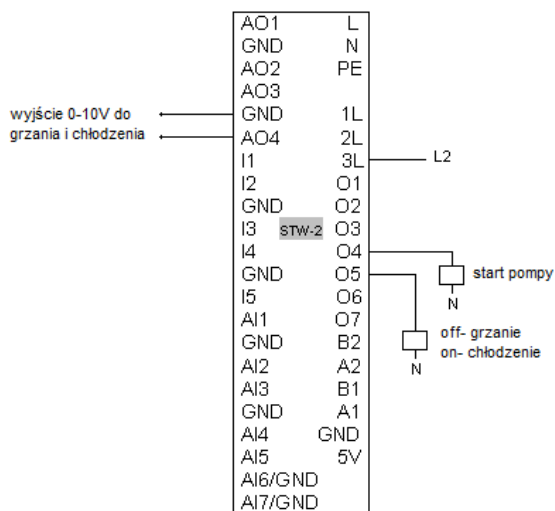 AO1 L
GND N
AO2 PE
AO3
wyjście 0-10V do
grzania i chłodzenia
GND 1L
AO4 2L
I1 3L
L2
I2 O1
GND O2
I3 STW-2 O3
I4 O4
GND O5
start pompy
N
I5 O6
AI1 O7
off- grzanie
on- chłodzenie
N
GND B2
AI2 A2
AI3 B1
GND A1
AI4 GND
AI5 5V
AI6/GND
AI7/GND